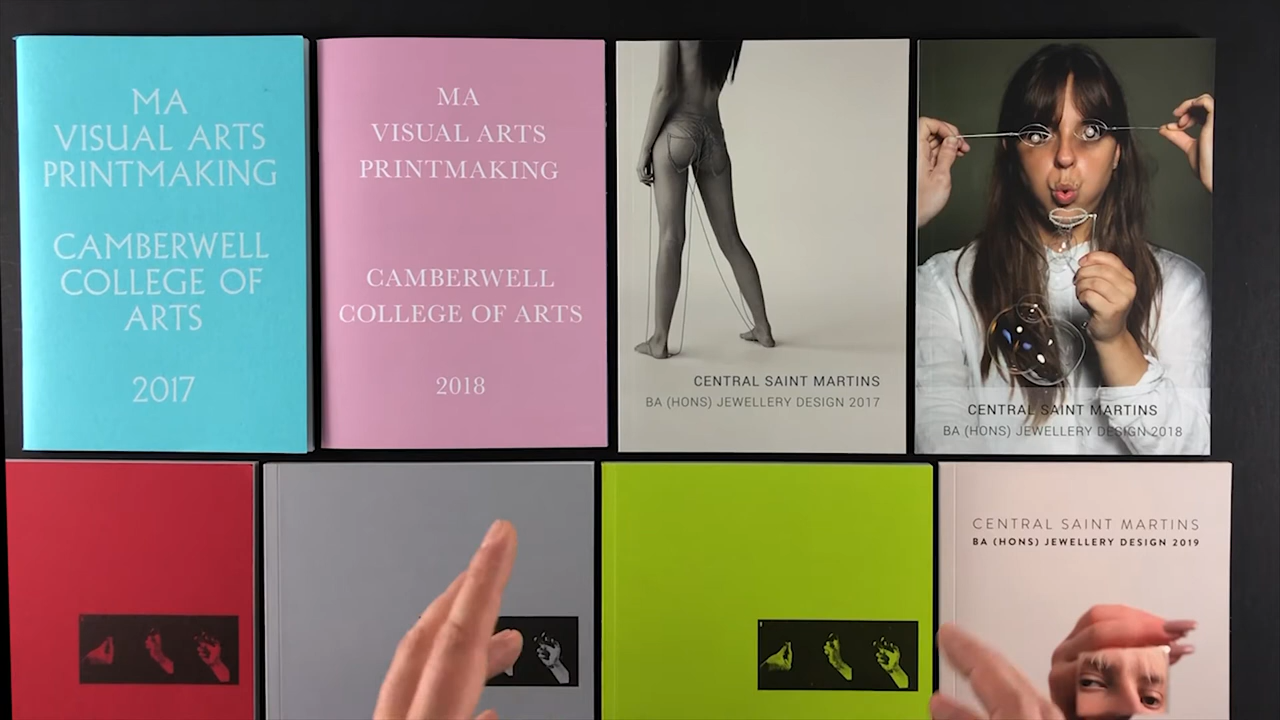 MA
VISUAL ARTS
PRINTMAKING
CAMBERWELL
COLLEGE OF
ARTS
2017
MA
VISUAL ARTS
PRINTMAKING
CAMBERWELL
COLLEGE OF ARTS
2018
CENTRAL SAINT MARTINS
BA (HONS) JEWELLERY DESIGN 2017
CENTRAL SAINT MARTINS
BA (HONS) JEWELLERY DESIGN 2018
CENTRAL SAINT MARTINS
BA (HONS) JEWELLERY DESIGN 2019